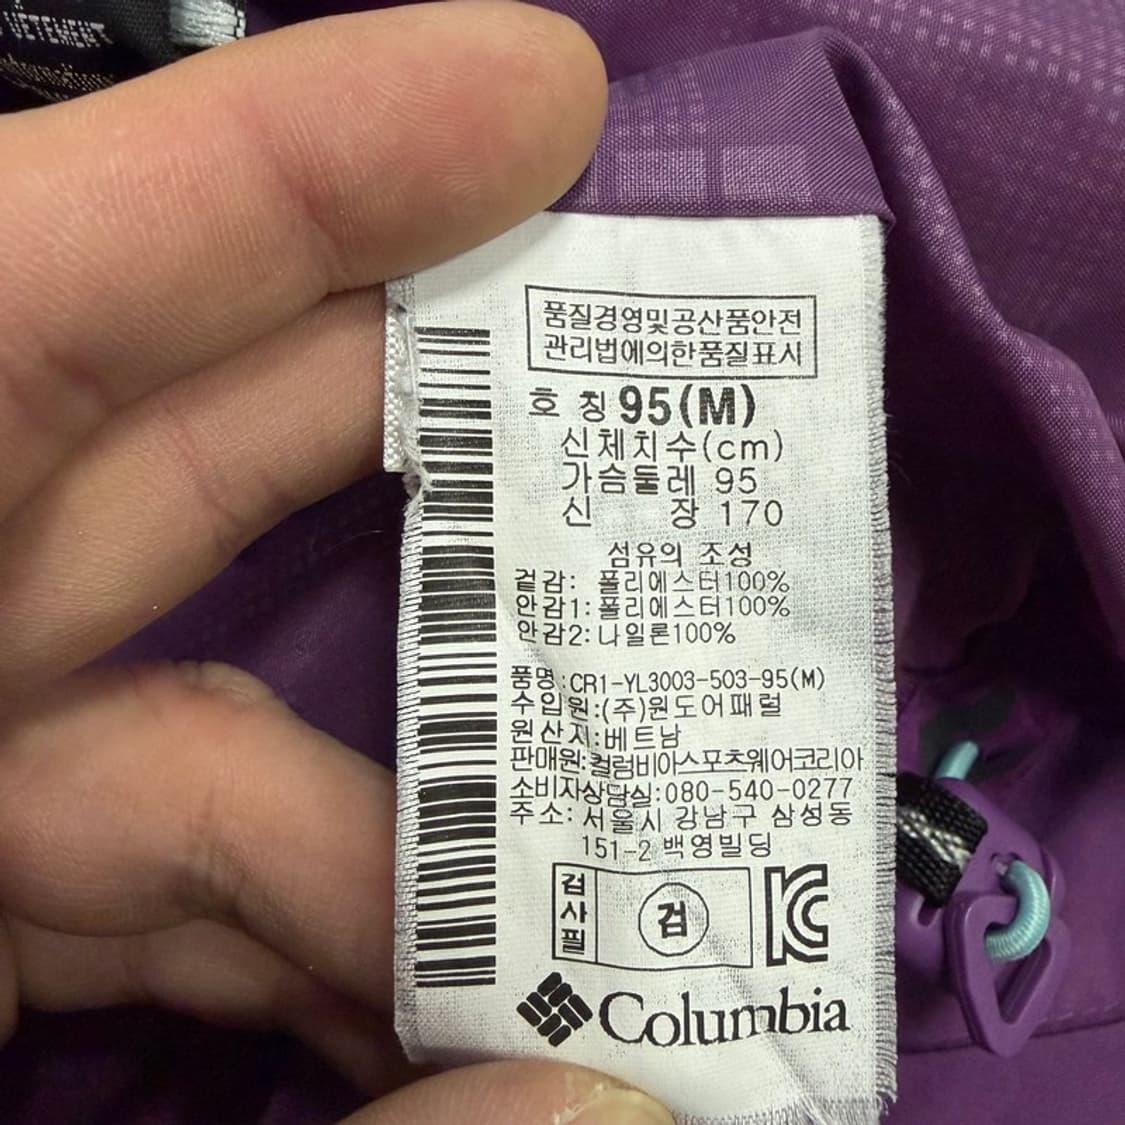 VETEMENT
품질경영및공산품안전
관리법에의한품질표시
호 칭 95(M)
신체치수(cm)
가슴둘레 95
신 장 170
섬유의 조성
겉감: 폴리에스터100%
안감1:폴리에스터100%
안감2:나일론100%
품명:CR1-YL3003-503-95(M)
수입원:(주)원도어패럴
원산지:베트남
판매원:컬럼비아스포츠웨어코리아
소비자상담실:080-540-0277
주소: 서울시 강남구 삼성동
151-2 백영빌딩
검사필
검
KC
Columbia